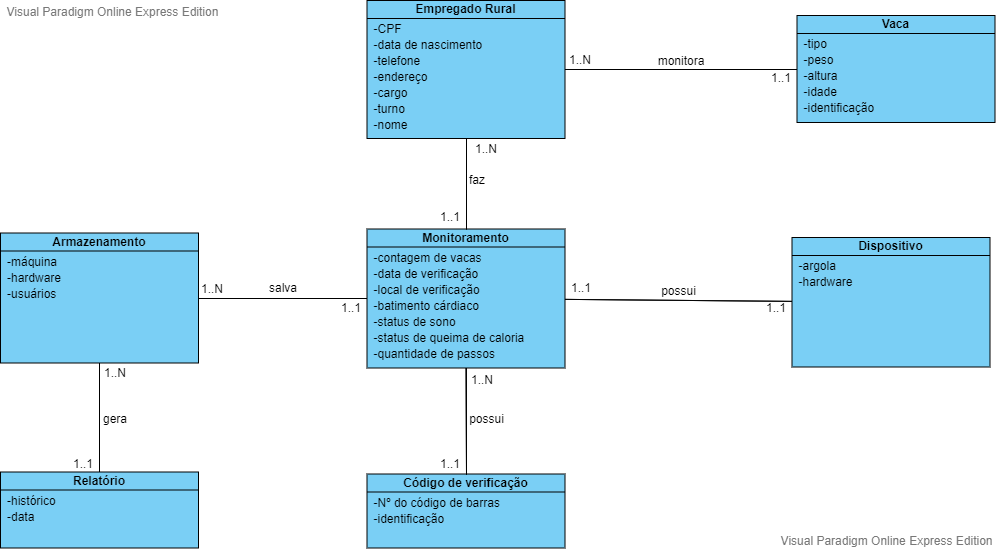 Visual Paradigm Online Express Edition
Empregado Rural
-CPF
-data de nascimento
-telefone
-endereço
-cargo
-turno
-nome
1..N
monitora
1..1
Vaca
-tipo
-peso
-altura
-idade
-identificação
1..N
faz
1..1
Armazenamento
-máquina
-hardware
-usuários
1..N
salva
1..1
Monitoramento
-contagem de vacas
-data de verificação
-local de verificação
-batimento cárdiaco
-status de sono
-status de queima de caloria
-quantidade de passos
1..1
possui
1..1
Dispositivo
-argola
-hardware
1..N
gera
1..1
1..N
possui
1..1
Relatório
-histórico
-data
Código de verificação
-Nº do código de barras
-identificação
Visual Paradigm Online Express Edition